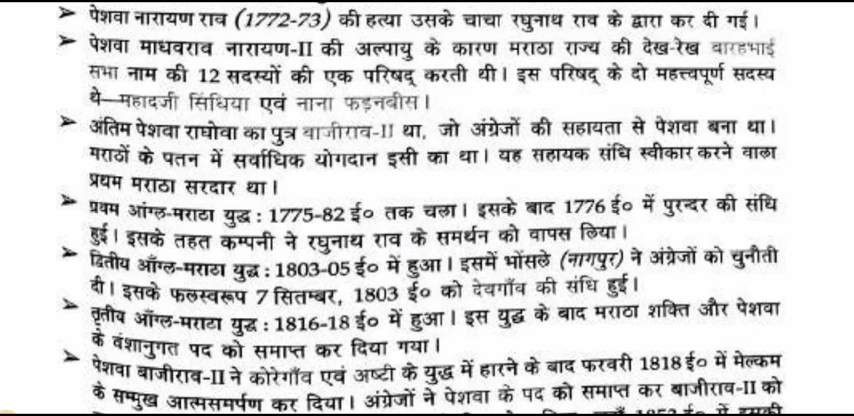 ➤ पेशवा नारायण राव (1772-73) की हत्या उसके चाचा रघुनाथ राव के द्वारा कर दी गई।
➤ पेशवा माधवराव नारायण-II की अल्पायु के कारण मराठा राज्य की देख-रेख बारहभाई
सभा नाम की 12 सदस्यों की एक परिषद् करती थी। इस परिषद् के दो महत्त्वपूर्ण सदस्य
थे—महादजी सिंधिया एवं नाना फड़नबीस।
➤ अंतिम पेशवा राघोवा का पुत्र बाजीराव-II था, जो अंग्रेजों की सहायता से पेशवा बना था।
मराठों के पतन में सर्वाधिक योगदान इसी का था। यह सहायक संधि स्वीकार करने वाला
प्रथम मराठा सरदार था।
➤ प्रथम आंग्ल-मराठा युद्ध : 1775-82 ई० तक चला। इसके बाद 1776 ई० में पुरन्दर की संधि
हुई। इसके तहत कम्पनी ने रघुनाथ राव के समर्थन को वापस लिया।
➤ द्वितीय आँग्ल-मराठा युद्ध : 1803-05 ई० में हुआ। इसमें भोंसले (नागपुर) ने अंग्रेजों को चुनौती
दी। इसके फलस्वरूप 7 सितम्बर, 1803 ई० को देवगाँव की संधि हुई।
➤ तृतीय आँग्ल-मराठा युद्ध : 1816-18 ई० में हुआ। इस युद्ध के बाद मराठा शक्ति और पेशवा
के वंशानुगत पद को समाप्त कर दिया गया।
➤ पेशवा बाजीराव-II ने कोरेगाँव एवं अष्टी के युद्ध में हारने के बाद फरवरी 1818 ई० में मेल्कम
के सम्मुख आत्मसमर्पण कर दिया। अंग्रेजों ने पेशवा के पद को समाप्त कर बाजीराव-II को